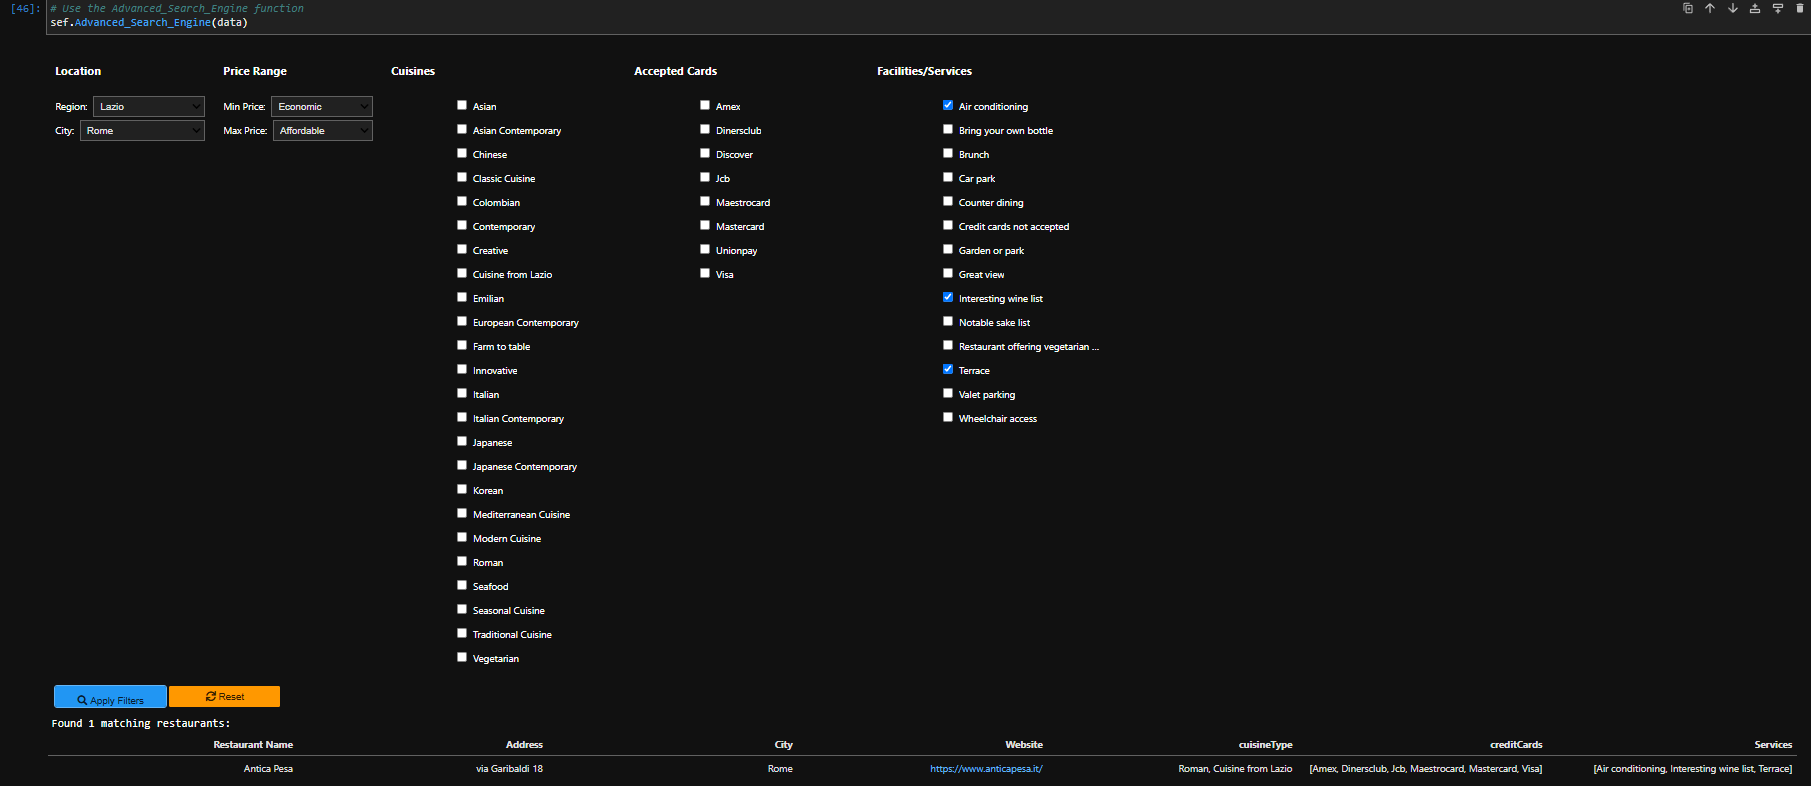 [46]: # Use the Advanced_Search_Engine function
sef.Advanced_Search_Engine(data)
Location
Region: Lazio
City: Rome
Price Range
Min Price: Economic
Max Price: Affordable
Cuisines
Asian
Asian Contemporary
Chinese
Classic Cuisine
Colombian
Contemporary
Creative
Cuisine from Lazio
Emilian
European Contemporary
Farm to table
Innovative
Italian
Italian Contemporary
Japanese
Japanese Contemporary
Korean
Mediterranean Cuisine
Modern Cuisine
Roman
Seafood
Seasonal Cuisine
Traditional Cuisine
Vegetarian
Accepted Cards
Amex
Dinersclub
Discover
Jcb
Maestrocard
Mastercard
Unionpay
Visa
Facilities/Services
Air conditioning
Bring your own bottle
Brunch
Car park
Counter dining
Credit cards not accepted
Garden or park
Great view
Interesting wine list
Notable sake list
Restaurant offering vegetarian ...
Terrace
Valet parking
Wheelchair access
Apply Filters Reset
Found 1 matching restaurants:
Restaurant Name Address City Website cuisineType creditCards Services
Antica Pesa via Garibaldi 18 Rome https://www.anticapesa.it/ Roman, Cuisine from Lazio [Amex, Dinersclub, Jcb, Maestrocard, Mastercard, Visa] [Air conditioning, Interesting wine list, Terrace]